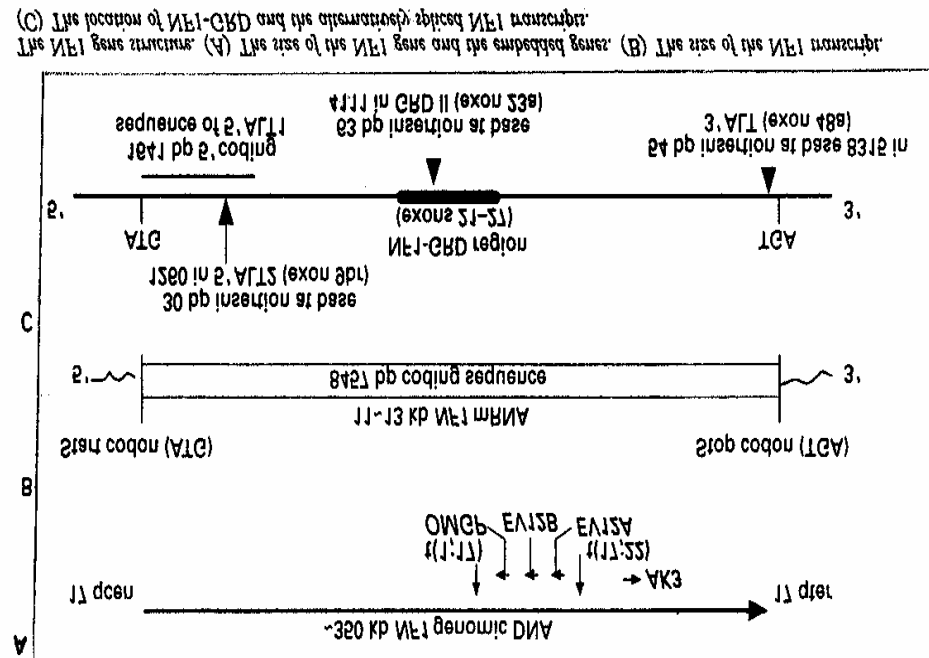 A
~350 kb NF1 genomic DNA
17 qcen
17 qter
AK3
t(1;17)
t(17;22)
OMGP
EV12B
EV12A
B
Start codon (ATG)
Stop codon (TGA)
11~13 kb NF1 mRNA
5'
8457 bp coding sequence
3'
C
30 bp insertion at base
1260 in 5' ALT2 (exon 9br)
ATG
NF1-GRD region
(exons 21-27)
TGA
5'
3'
1641 bp 5' coding
sequence of 5' ALT1
63 bp insertion at base
4111 in GRD II (exon 23a)
54 bp insertion at base 8315 in
3' ALT (exon 48a)
The NF1 gene structure. (A) The size of the NF1 gene and the embedded genes. (B) The size of the NF1 transcript.
(C) The location of NF1-GRD and the alternatively spliced NF1 transcripts.